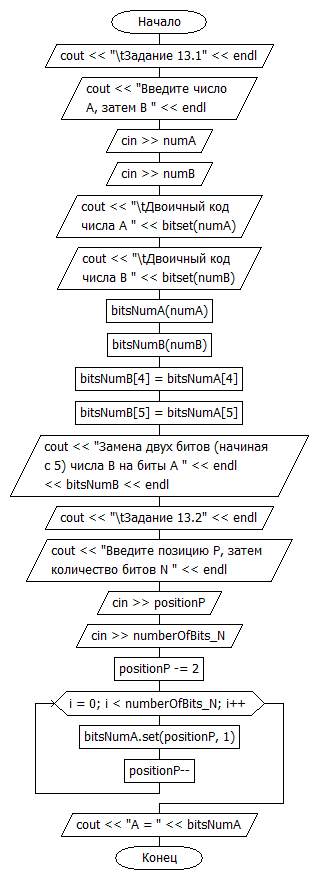 Начало
cout << "\tЗадание 13.1" << endl
cout << "Введите число
A, затем B " << endl
cin >> numA
cin >> numB
cout << "\tДвоичный код
числа A " << bitset(numA)
cout << "\tДвоичный код
числа B " << bitset(numB)
bitsNumA(numA)
bitsNumB(numB)
bitsNumB[4] = bitsNumA[4]
bitsNumB[5] = bitsNumA[5]
cout << "Замена двух битов (начиная
с 5) числа B на биты A " << endl
<< bitsNumB << endl
cout << "\tЗадание 13.2" << endl
cout << "Введите позицию P, затем
количество битов N " << endl
cin >> positionP
cin >> numberOfBits_N
positionP -= 2
i = 0; i < numberOfBits_N; i++
bitsNumA.set(positionP, 1)
positionP--
cout << "A = " << bitsNumA
Конец